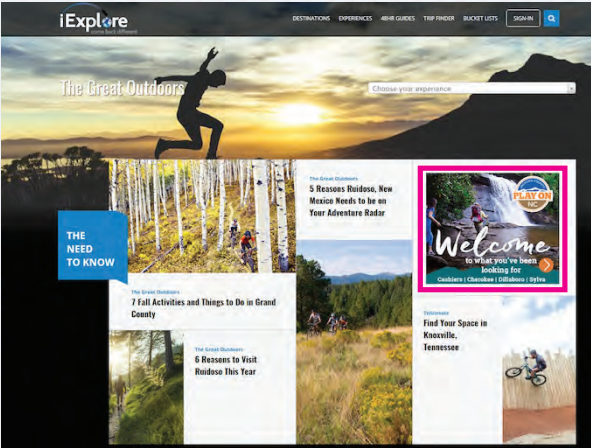 iExplore
come back different
DESTINATIONS EXPERIENCES 48HR GUIDES TRIP FINDER BUCKET LISTS SIGN-IN
The Great Outdoors
Choose your experience
THE
NEED
TO KNOW
The Great Outdoors
7 Fall Activities and Things to Do in Grand
County
The Great Outdoors
6 Reasons to Visit
Ruidoso This Year
The Great Outdoors
5 Reasons Ruidoso, New
Mexico Needs to be on
Your Adventure Radar
PLAY ON
NC
Welcome
to what you've been
looking for
Cashiers | Cherokee | Dillsboro | Sylva
Tennessee
Find Your Space in
Knoxville,
Tennessee